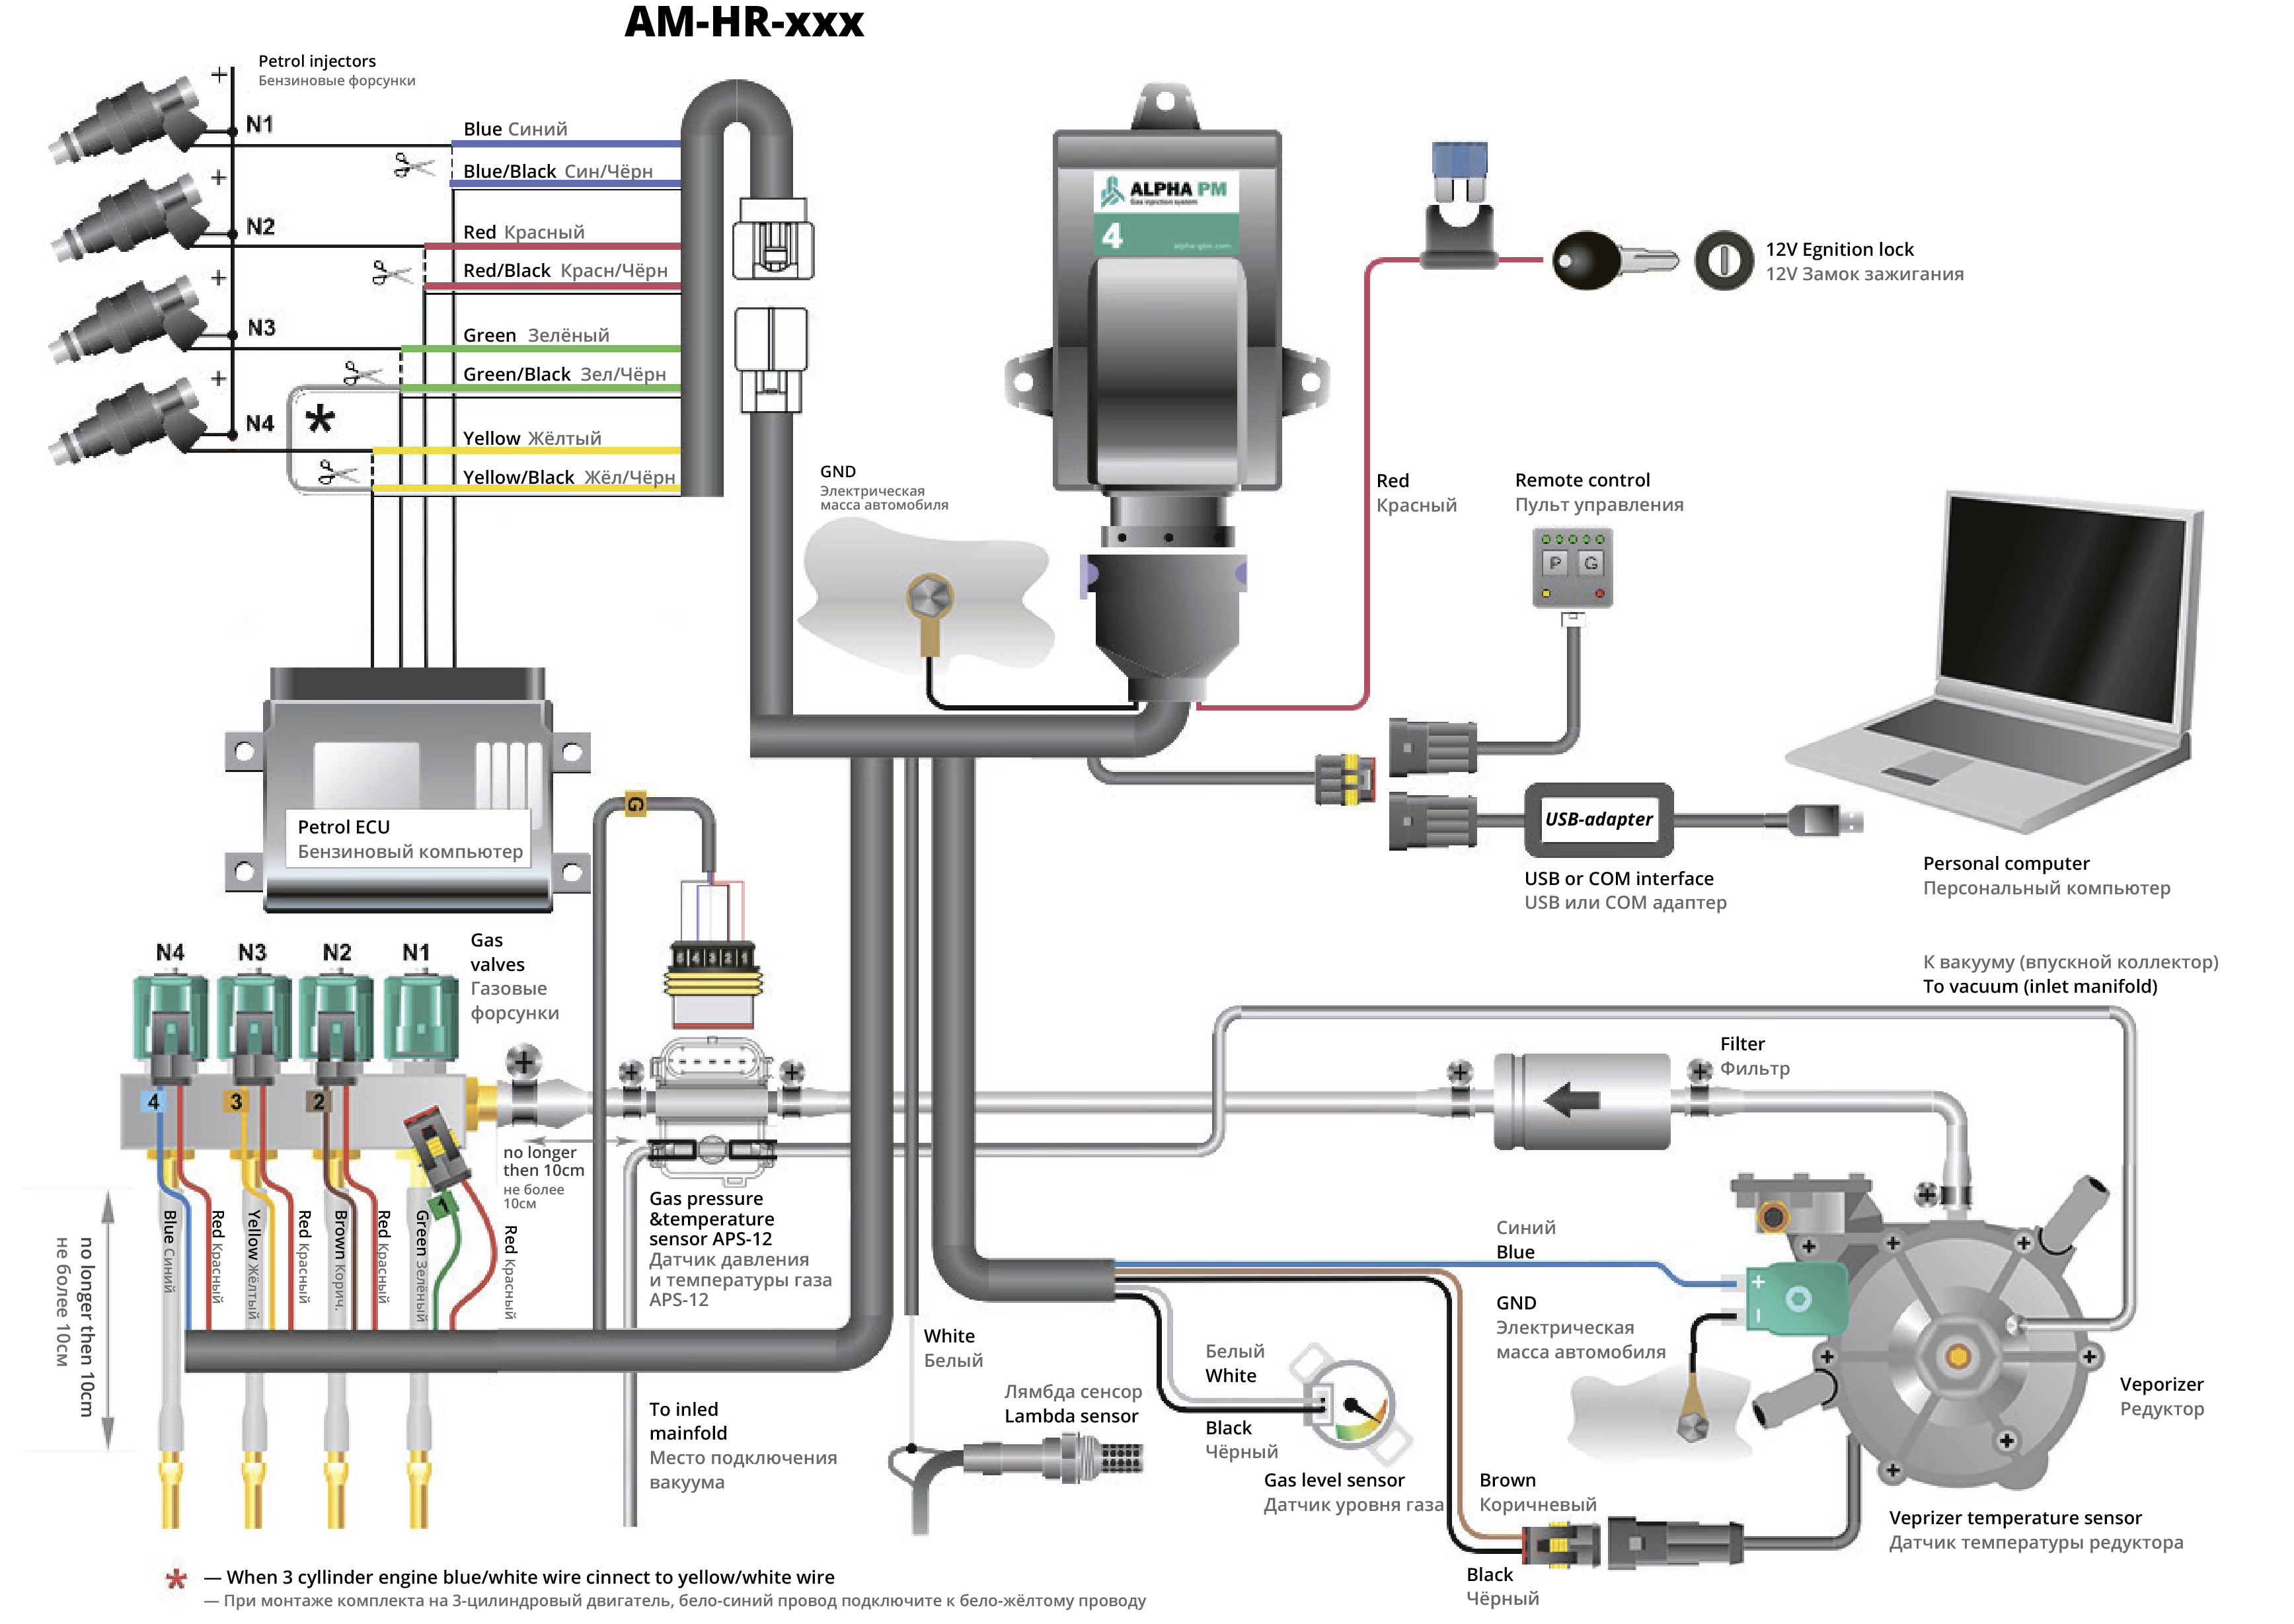 AM-HR-xxx
Petrol injectors
Бензиновые форсунки
+
N1
+
N2
+
N3
+
N4
*
Blue Синий
Blue/Black Син/Чёрн
Red Красный
Red/Black Красн/Чёрн
Green Зелёный
Green/Black Зел/Чёрн
Yellow Жёлтый
Yellow/Black Жёл/Чёрн
ALPHA PM
Gas injection system
4
12V Egnition lock
12V Замок зажигания
GND
Электрическая
масса автомобиля
Red
Красный
Remote control
Пульт управления
P G
USB-adapter
USB or COM interface
USB или COM адаптер
Personal computer
Персональный компьютер
Petrol ECU
Бензиновый компьютер
G
5 4 3 2 1
N4 N3 N2 N1
Gas
valves
Газовые
форсунки
4 3 2
1
no longer
then 10cm
не более
10см
no longer then 10cm
не более 10см
Blue Синий
Red Красный
Yellow Жёлтый
Red Красный
Brown Корич.
Red Красный
Green Зелёный
Red Красный
Gas pressure
&temperature
sensor APS-12
Датчик давления
и температуры газа
APS-12
К вакууму (впускной коллектор)
To vacuum (inlet manifold)
Filter
Фильтр
Синий
Blue
+
−
GND
Электрическая
масса автомобиля
White
Белый
Лямбда сенсор
Lambda sensor
Белый
White
Black
Чёрный
Gas level sensor
Датчик уровня газа
Brown
Коричневый
Black
Чёрный
Veporizer
Редуктор
Veprizer temperature sensor
Датчик температуры редуктора
To inled
mainfold
Место подключения
вакуума
* — When 3 cyllinder engine blue/white wire cinnect to yellow/white wire
— При монтаже комплекта на 3-цилиндровый двигатель, бело-синий провод подключите к бело-жёлтому проводу